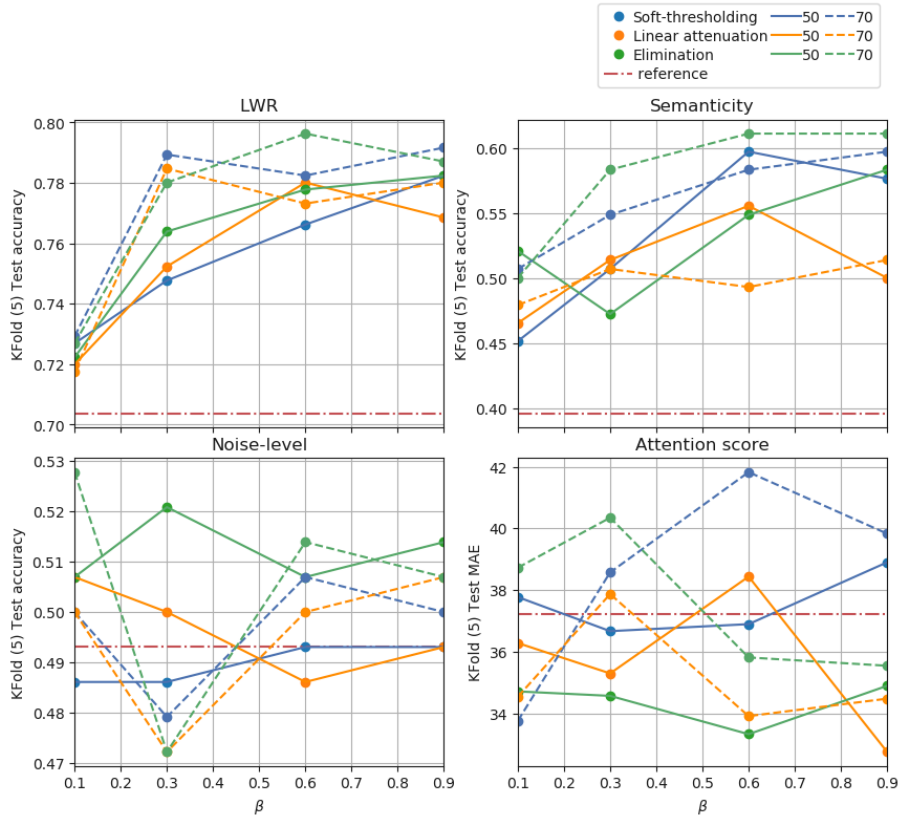 Soft-thresholding 50 70
Linear attenuation 50 70
Elimination 50 70
reference
LWR
KFold (5) Test accuracy
0.80
0.78
0.76
0.74
0.72
0.70
Semanticity
KFold (5) Test accuracy
0.60
0.55
0.50
0.45
0.40
Noise-level
KFold (5) Test accuracy
0.53
0.52
0.51
0.50
0.49
0.48
0.47
0.1 0.2 0.3 0.4 0.5 0.6 0.7 0.8 0.9
β
Attention score
KFold (5) Test MAE
42
40
38
36
34
0.1 0.2 0.3 0.4 0.5 0.6 0.7 0.8 0.9
β